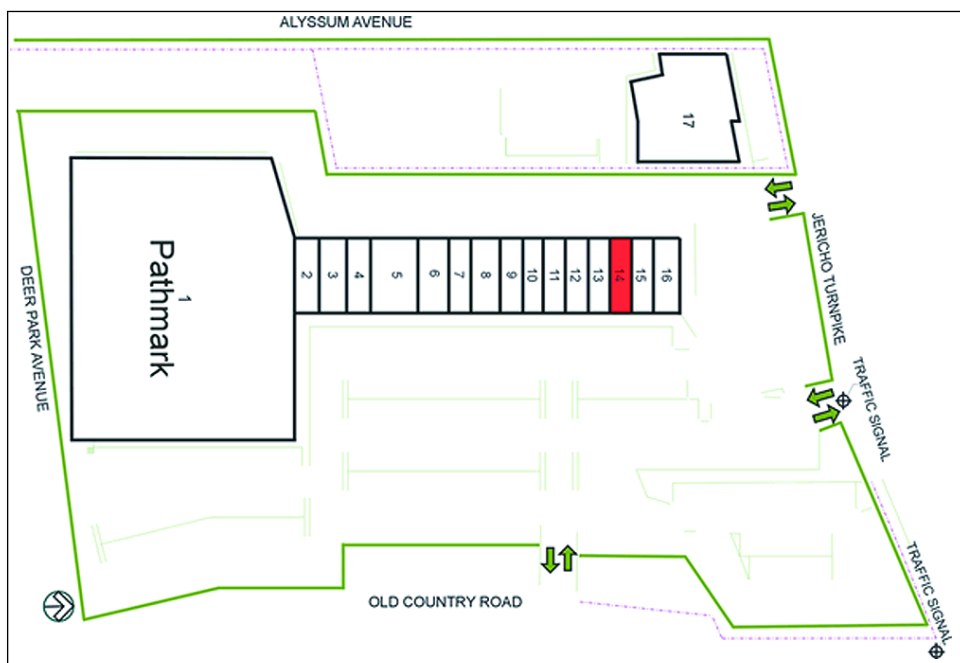 ALYSSUM AVENUE
17
JERICHO TURNPIKE
DEER PARK AVENUE
1
Pathmark
2
3
4
5
6
7
8
9
10
11
12
13
14
15
16
TRAFFIC SIGNAL
OLD COUNTRY ROAD
TRAFFIC SIGNAL